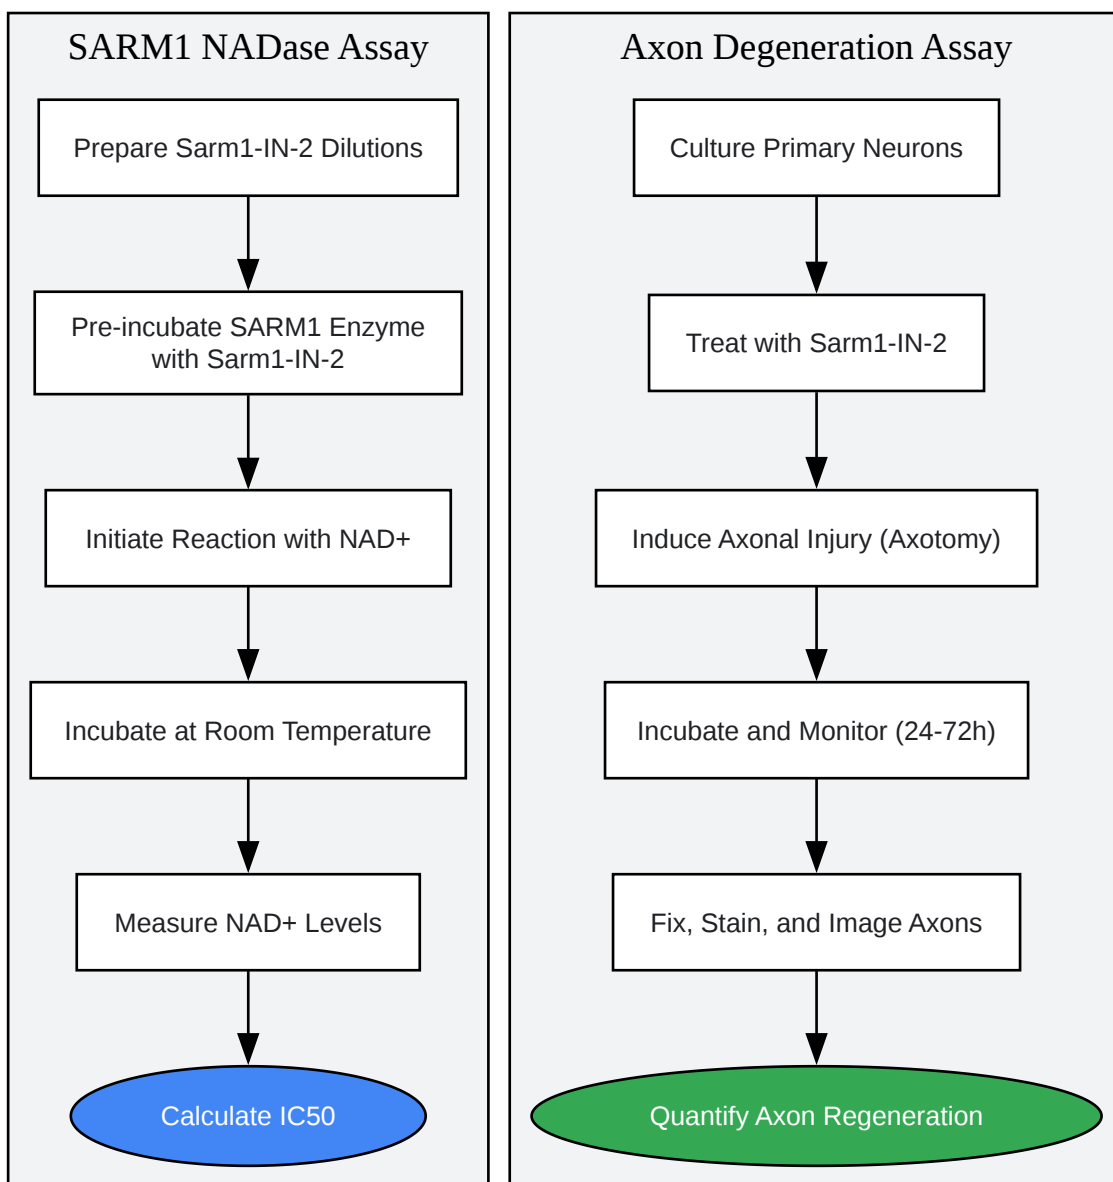 SARM1 NADase Assay
Prepare Sarm1-IN-2 Dilutions
Pre-incubate SARM1 Enzyme
with Sarm1-IN-2
Initiate Reaction with NAD+
Incubate at Room Temperature
Measure NAD+ Levels
Calculate IC50
Axon Degeneration Assay
Culture Primary Neurons
Treat with Sarm1-IN-2
Induce Axonal Injury (Axotomy)
Incubate and Monitor (24-72h)
Fix, Stain, and Image Axons
Quantify Axon Regeneration